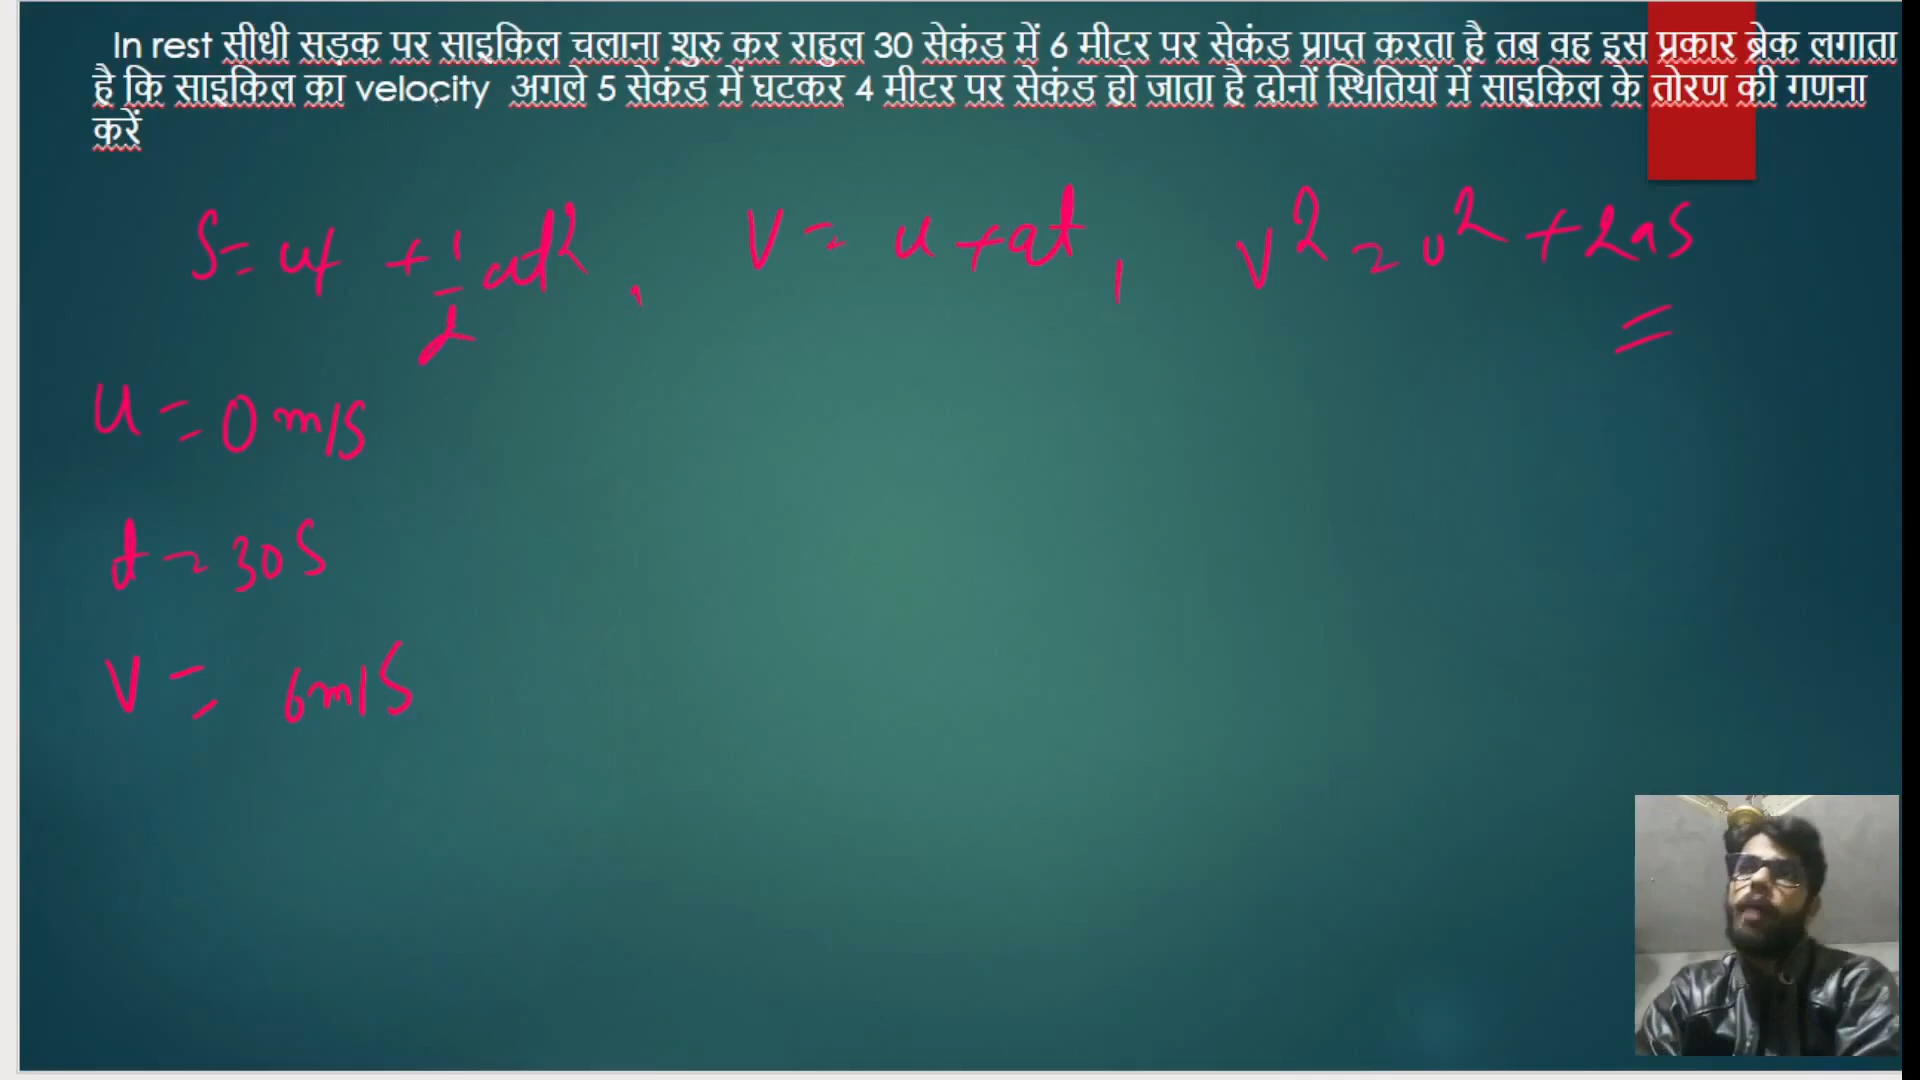 In rest सीधी सड़क पर साइकिल चलाना शुरु कर राहुल 30 सेकंड में 6 मीटर पर सेकंड प्राप्त करता है तब वह इस प्रकार ब्रेक लगाता
है कि साइकिल का velocity अगले 5 सेकंड में घटकर 4 मीटर पर सेकंड हो जाता है दोनों स्थितियों में साइकिल के तोरण की गणना
करें
S = ut + 1/2 at², V = u + at, V² = u² + 2as
u = 0 m/s
t = 30 s
V = 6 m/s